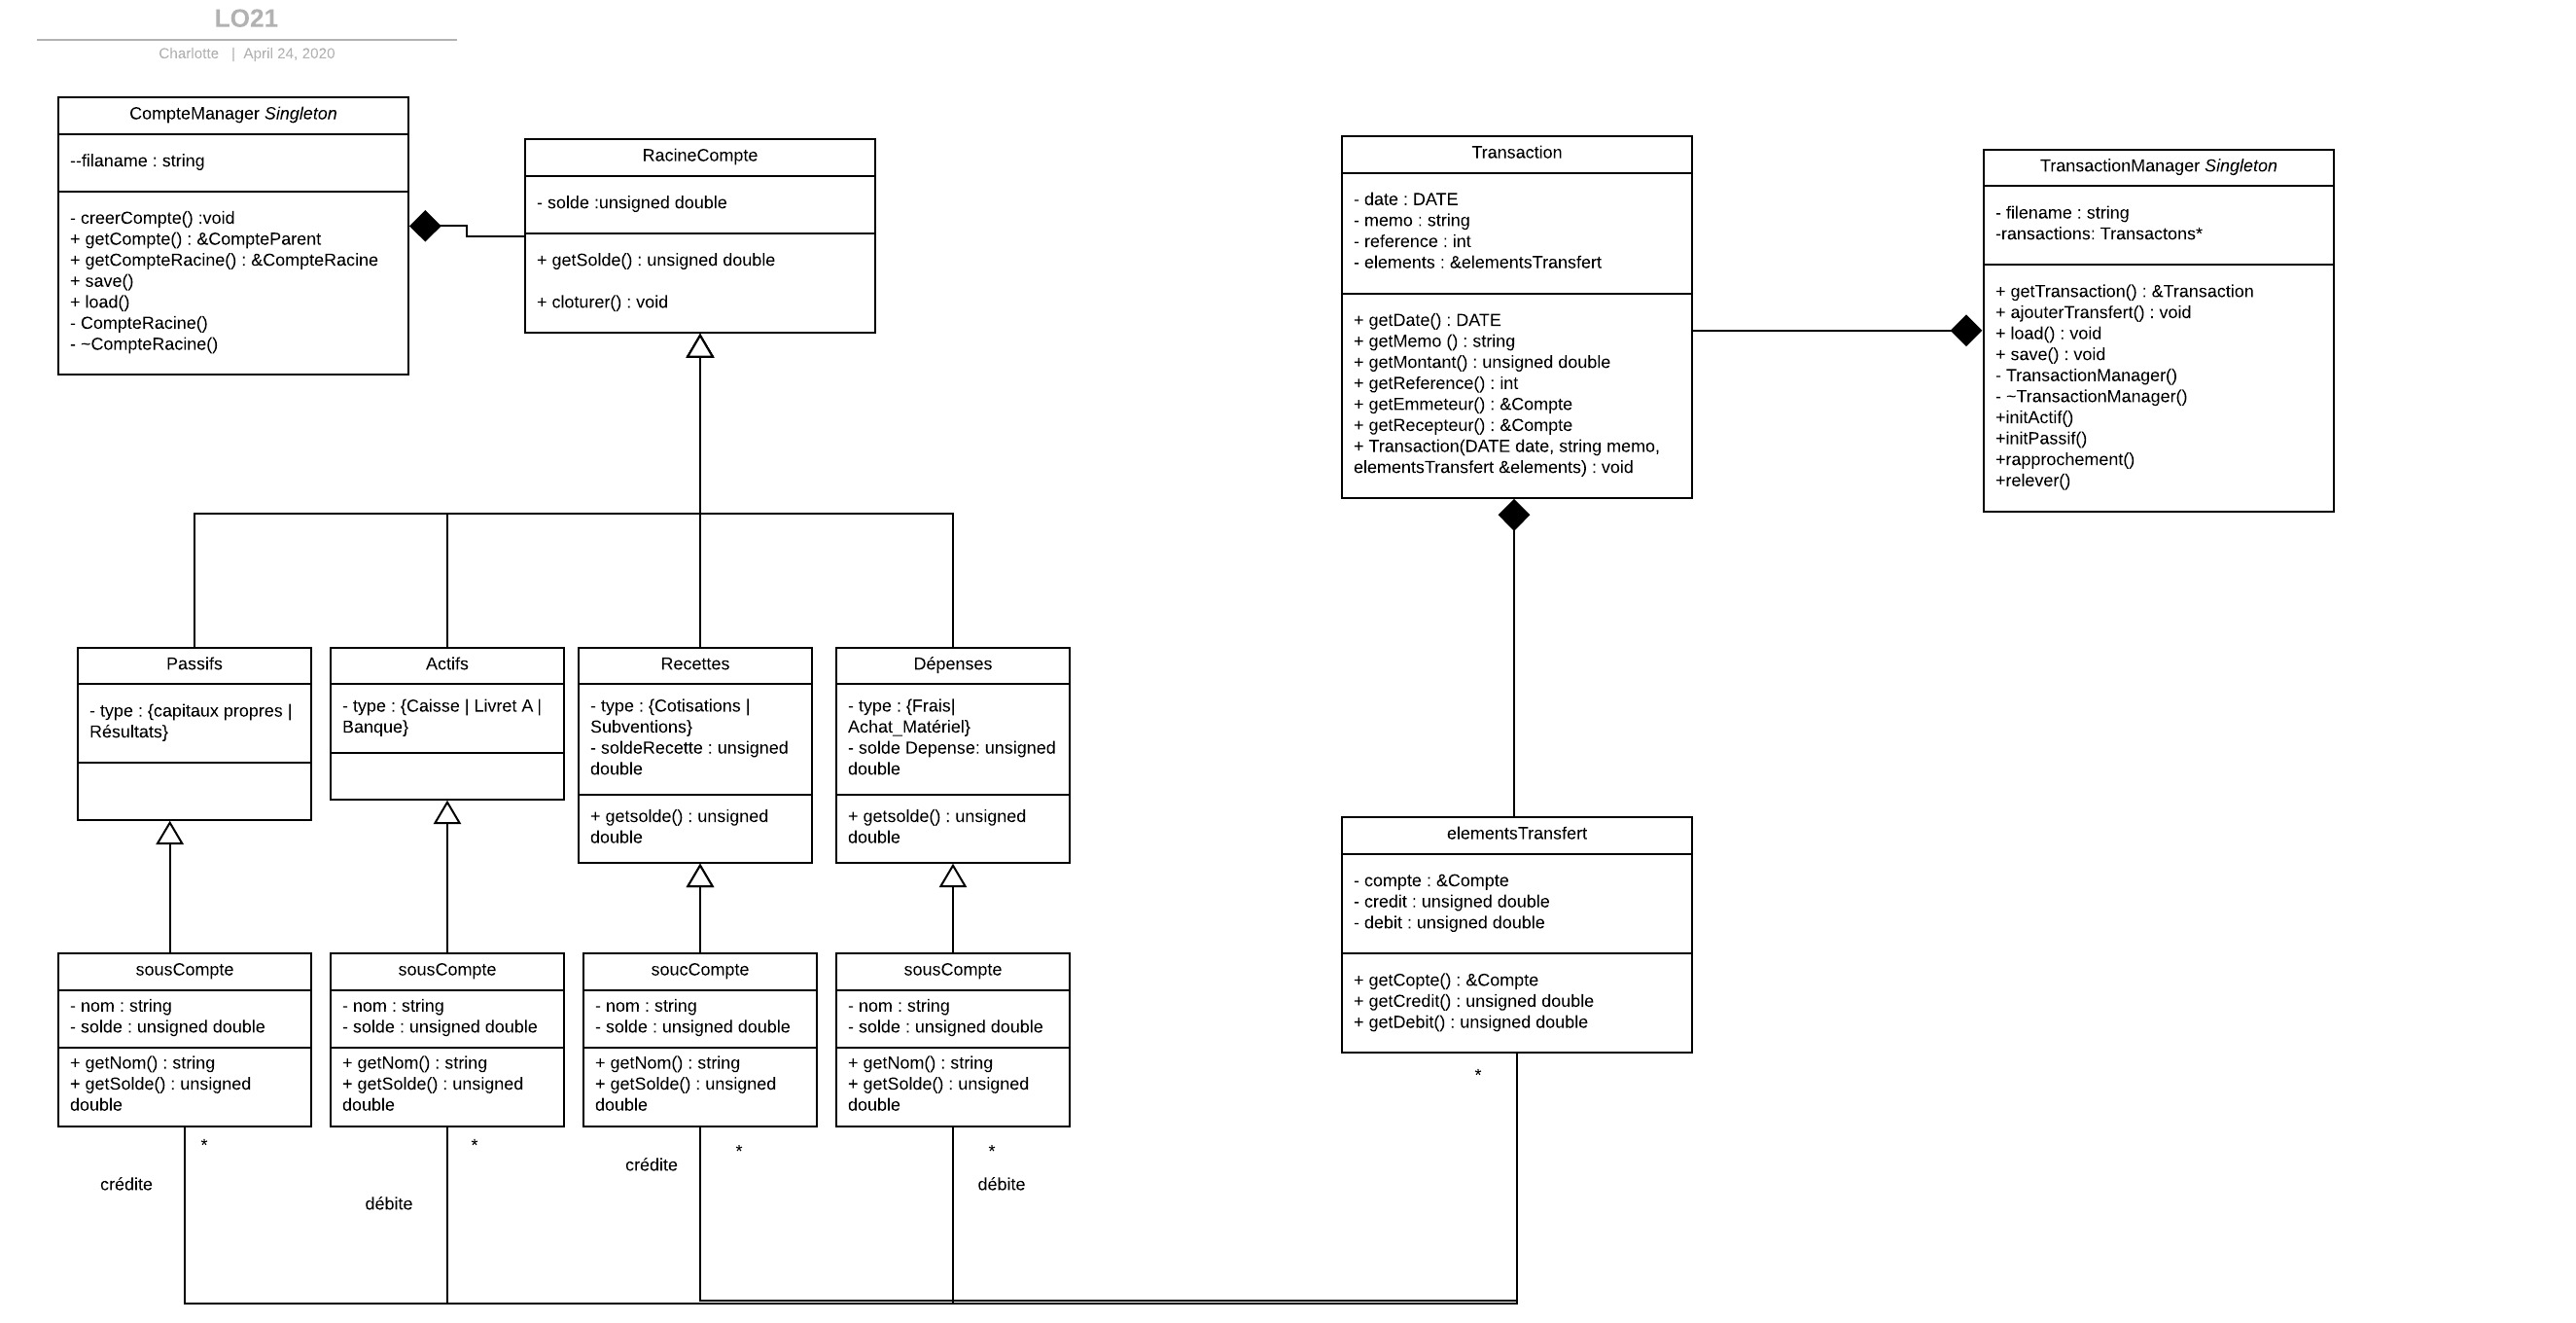 LO21
Charlotte | April 24, 2020
CompteManager Singleton
--filaname : string
- creerCompte() :void
+ getCompte() : &CompteParent
+ getCompteRacine() : &CompteRacine
+ save()
+ load()
- CompteRacine()
- ~CompteRacine()
RacineCompte
- solde :unsigned double
+ getSolde() : unsigned double
+ cloturer() : void
Transaction
- date : DATE
- memo : string
- reference : int
- elements : &elementsTransfert
+ getDate() : DATE
+ getMemo () : string
+ getMontant() : unsigned double
+ getReference() : int
+ getEmmeteur() : &Compte
+ getRecepteur() : &Compte
+ Transaction(DATE date, string memo,
elementsTransfert &elements) : void
TransactionManager Singleton
- filename : string
-ransactions: Transactons*
+ getTransaction() : &Transaction
+ ajouterTransfert() : void
+ load() : void
+ save() : void
- TransactionManager()
- ~TransactionManager()
+initActif()
+initPassif()
+rapprochement()
+relever()
Passifs
- type : {capitaux propres |
Résultats}
Actifs
- type : {Caisse | Livret A |
Banque}
Recettes
- type : {Cotisations |
Subventions}
- soldeRecette : unsigned
double
+ getsolde() : unsigned
double
Dépenses
- type : {Frais|
Achat_Matériel}
- solde Depense: unsigned
double
+ getsolde() : unsigned
double
elementsTransfert
- compte : &Compte
- credit : unsigned double
- debit : unsigned double
+ getCopte() : &Compte
+ getCredit() : unsigned double
+ getDebit() : unsigned double
*
sousCompte
- nom : string
- solde : unsigned double
+ getNom() : string
+ getSolde() : unsigned
double
*
crédite
sousCompte
- nom : string
- solde : unsigned double
+ getNom() : string
+ getSolde() : unsigned
double
*
débite
soucCompte
- nom : string
- solde : unsigned double
+ getNom() : string
+ getSolde() : unsigned
double
*
crédite
sousCompte
- nom : string
- solde : unsigned double
+ getNom() : string
+ getSolde() : unsigned
double
*
débite